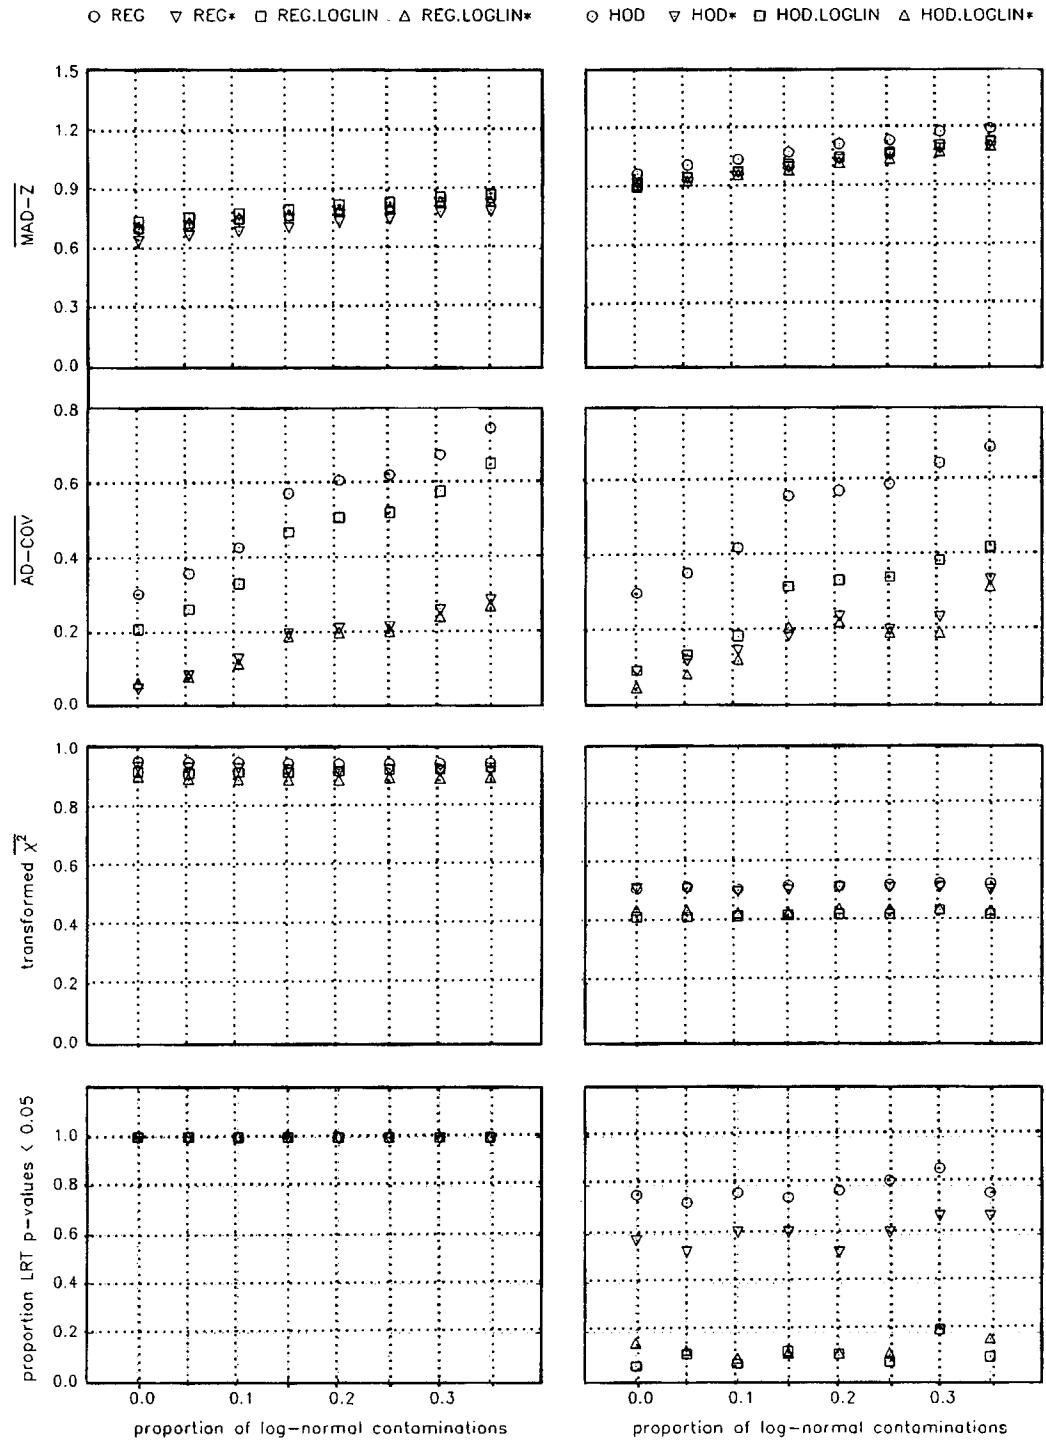 REG REG* REG.LOGLIN REG.LOGLIN* HOD HOD* HOD.LOGLIN HOD.LOGLIN*
MAD-Z
1.5
1.2
0.9
0.6
0.3
0.0
AD-COV
0.8
0.6
0.4
0.2
0.0
transformed χ²
1.0
0.8
0.6
0.4
0.2
0.0
proportion LRT p-values < 0.05
1.0
0.8
0.6
0.4
0.2
0.0
0.0 0.1 0.2 0.3
0.0 0.1 0.2 0.3
proportion of log-normal contaminations
proportion of log-normal contaminations